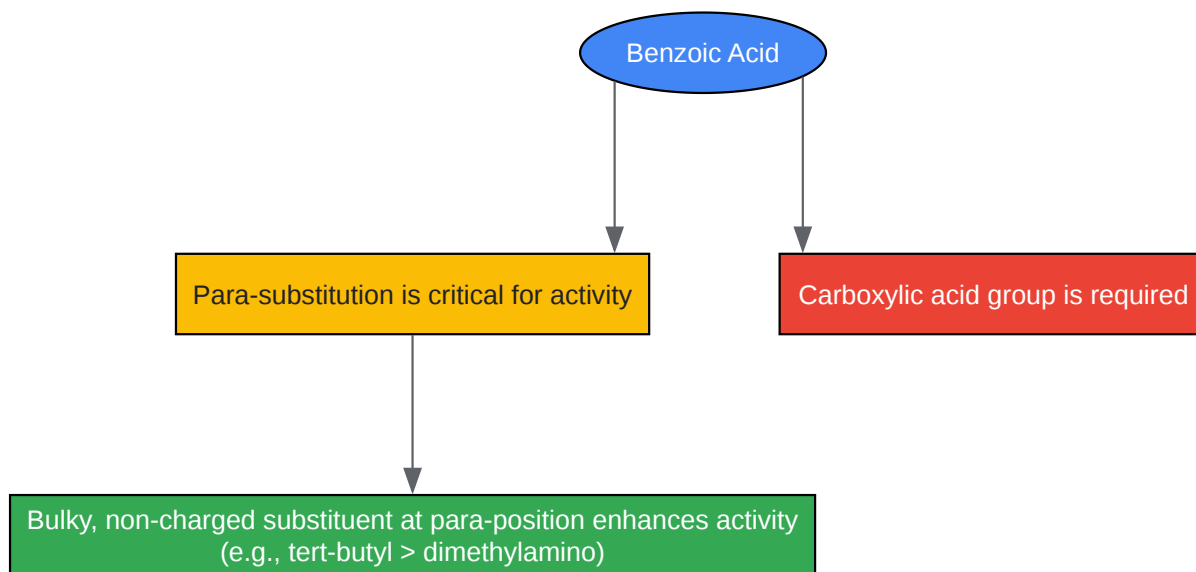 Benzoic Acid
Para-substitution is critical for activity
Carboxylic acid group is required
Bulky, non-charged substituent at para-position enhances activity
(e.g., tert-butyl > dimethylamino)